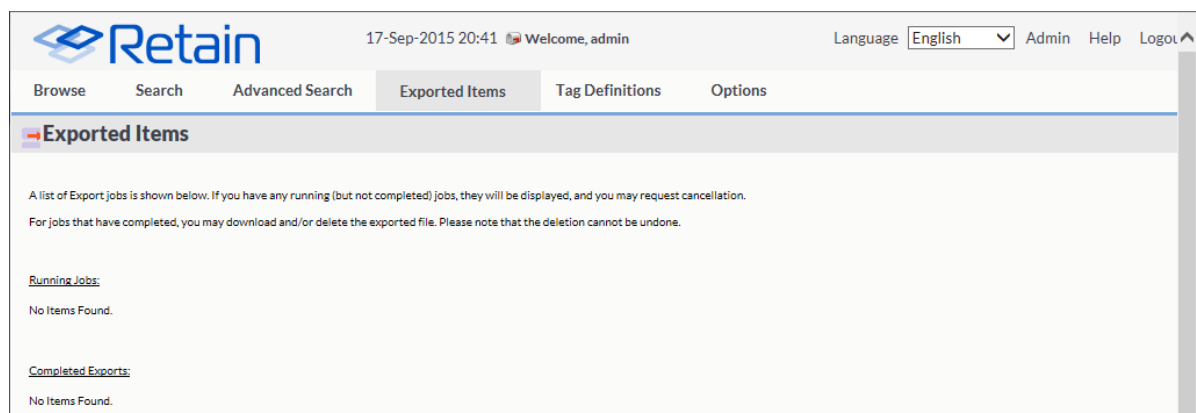 Retain 17-Sep-2015 20:41 Welcome, admin Language English Admin Help Logou
Browse Search Advanced Search Exported Items Tag Definitions Options
Exported Items
A list of Export jobs is shown below. If you have any running (but not completed) jobs, they will be displayed, and you may request cancellation.
For jobs that have completed, you may download and/or delete the exported file. Please note that the deletion cannot be undone.
Running Jobs:
No Items Found.
Completed Exports:
No Items Found.